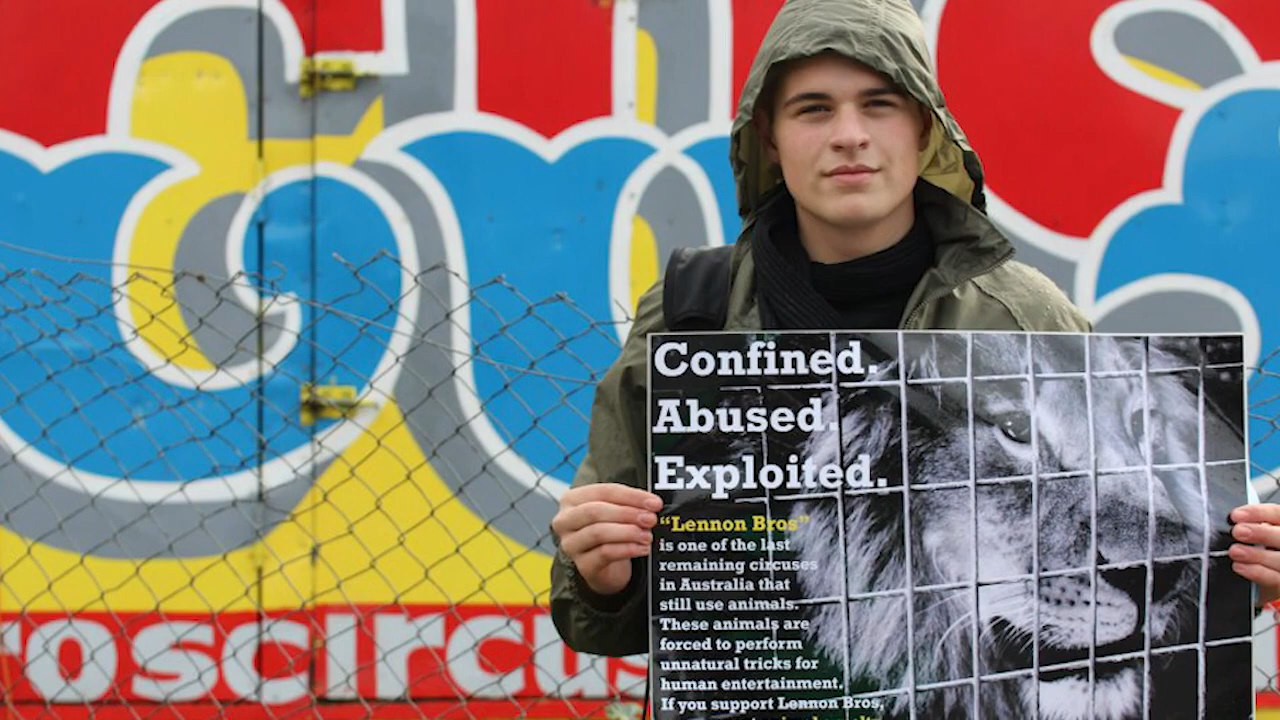 Confined.
Abused.
Exploited.
"Lennon Bros"
is one of the last
remaining circuses
in Australia that
still use animals.
These animals are
forced to perform
unnatural tricks for
human entertainment.
If you support Lennon Bros,
roscircus